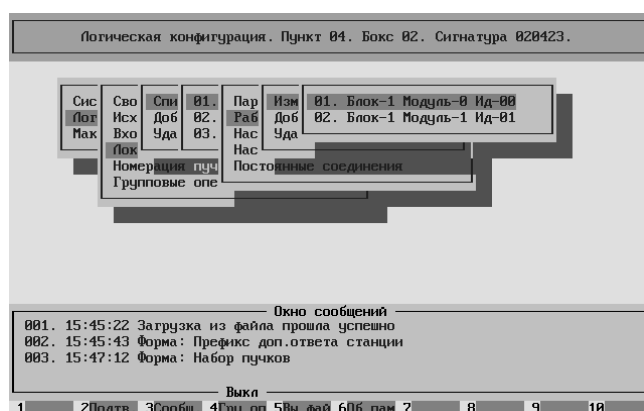 Логическая конфигурация. Пункт 04. Бокс 02. Сигнатура 020423.
Сис Сво Спи 01. Пар Изм 01. Блок-1 Модуль-0 Ид-00
Лог Исх Доб 02. Раб Доб 02. Блок-1 Модуль-1 Ид-01
Мак Вхо Уда 03. Нас Уда
Лок Нас
Номерация пуч Постоянные соединения
Групповые опе
Окно сообщений
001. 15:45:22 Загрузка из файла прошла успешно
002. 15:45:43 Форма: Префикс доп.ответа станции
003. 15:47:12 Форма: Набор пучков
Выкл
1 2Подтв 3Сообщ 4Гру оп 5Вы фай 6Об пам 7 8 9 10